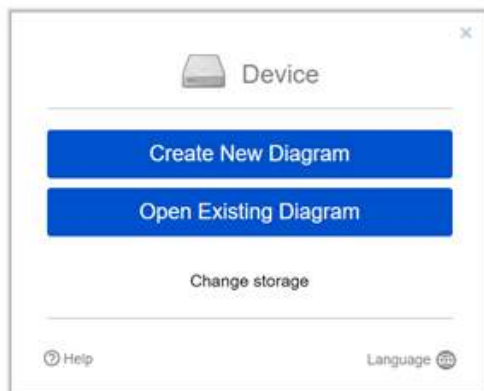 Device
Create New Diagram
Open Existing Diagram
Change storage
Help Language